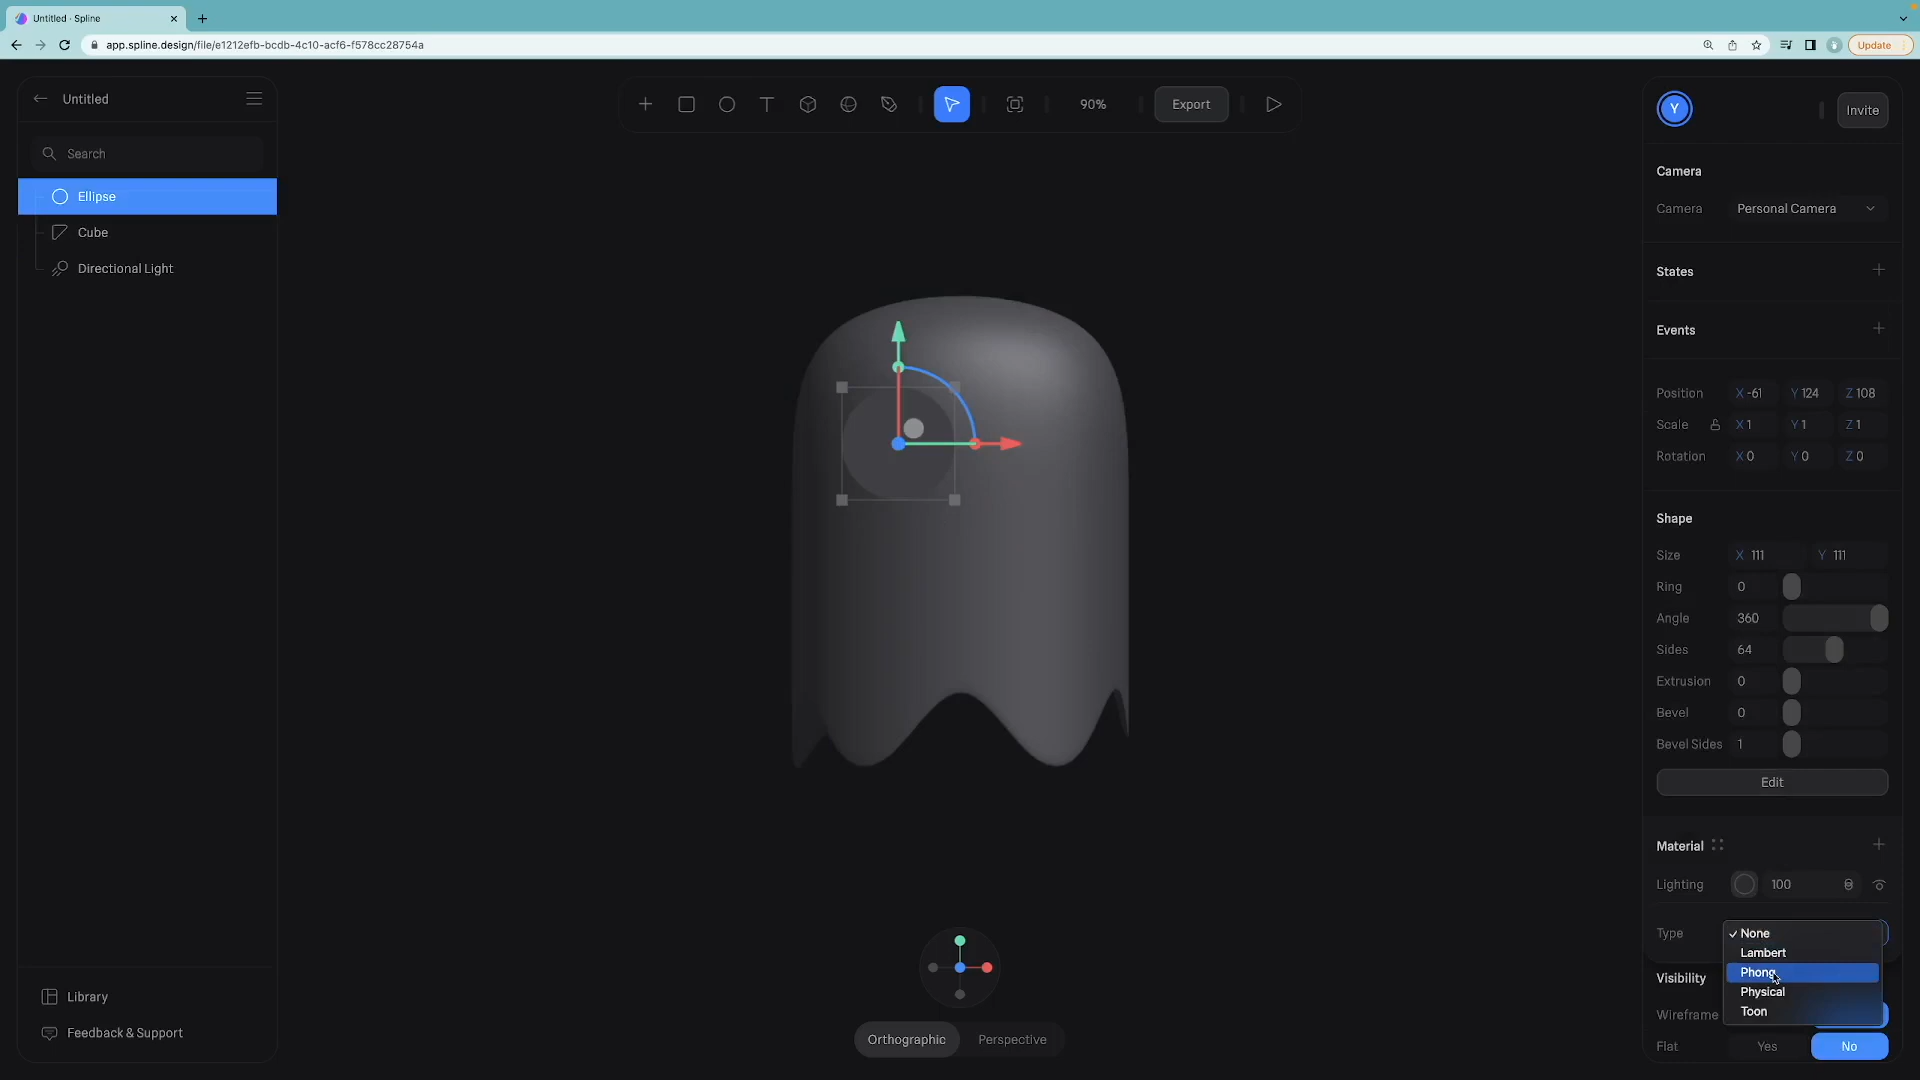 Untitled - Spline
app.spline.design/file/e1212efb-bcdb-4c10-acf6-f578cc28754a
Update
Untitled
90%
Export
Y
Invite
Search
Ellipse
Cube
Directional Light
Camera
Camera Personal Camera
States
Events
Position X -61 Y 124 Z 108
Scale X 1 Y 1 Z 1
Rotation X 0 Y 0 Z 0
Shape
Size X 111 Y 111
Ring 0
Angle 360
Sides 64
Extrusion 0
Bevel 0
Bevel Sides 1
Edit
Material
Lighting 100
Type None
Lambert
Visibility Phong
Physical
Wireframe Toon
Flat Yes No
Library
Feedback & Support
Orthographic Perspective